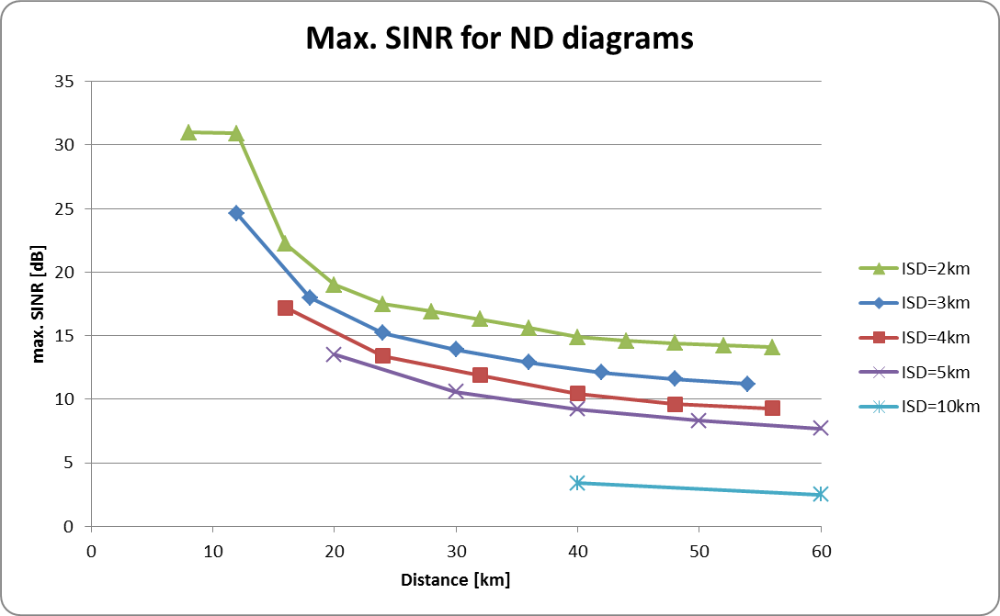 Max. SINR for ND diagrams
35
30
25
20
15
10
5
0
max. SINR [dB]
0 10 20 30 40 50 60
Distance [km]
ISD=2km
ISD=3km
ISD=4km
ISD=5km
ISD=10km